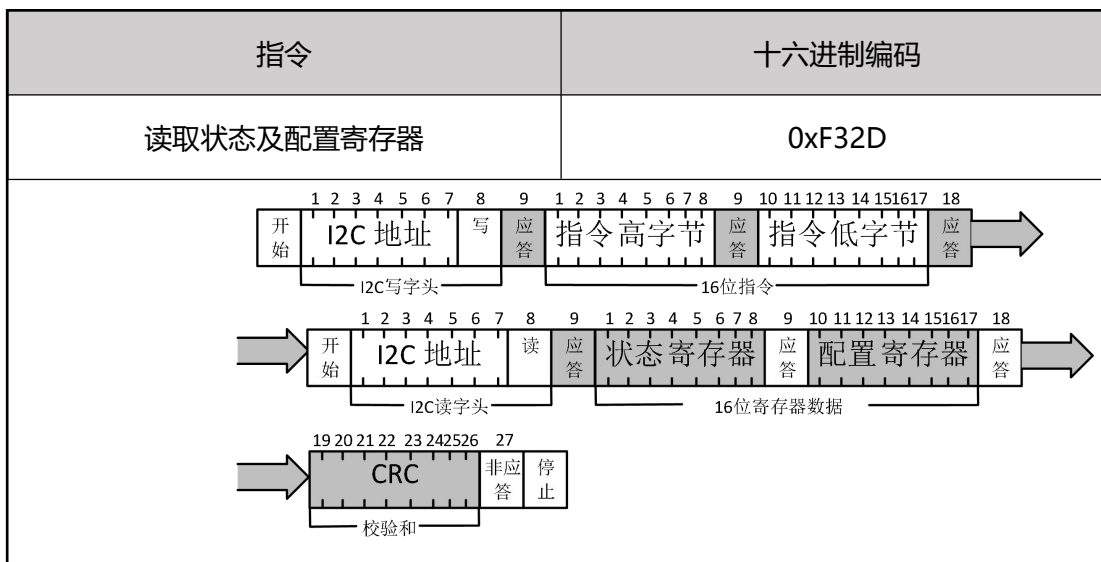 指令 十六进制编码
读取状态及配置寄存器 0xF32D
1 2 3 4 5 6 7 8 9 1 2 3 4 5 6 7 8 9 10 11 12 13 14 15 16 17 18
开始 I2C 地址 写 应答 指令高字节 应答 指令低字节 应答
I2C写字头 16位指令
1 2 3 4 5 6 7 8 9 1 2 3 4 5 6 7 8 9 10 11 12 13 14 15 16 17 18
开始 I2C 地址 读 应答 状态寄存器 应答 配置寄存器 应答
I2C读字头 16位寄存器数据
19 20 21 22 23 24 25 26 27
CRC 非应答 停止
校验和